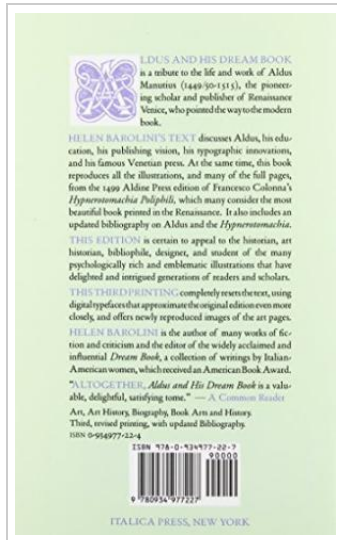 ALDUS AND HIS DREAM BOOK
is a tribute to the life and work of Aldus
Manutius (1449/50-1515), the pioneer-
ing scholar and publisher of Renaissance
Venice, who pointed the way to the modern
book.
HELEN BAROLINI'S TEXT discusses Aldus, his edu-
cation, his publishing vision, his typographic innovations,
and his famous Venetian press. At the same time, this book
reproduces all the illustrations, and many of the full pages,
from the 1499 Aldine Press edition of Francesco Colonna's
Hypnerotomachia Poliphili, which many consider the most
beautiful book printed in the Renaissance. It also includes an
updated bibliography on Aldus and the Hypnerotomachia.
THIS EDITION is certain to appeal to the historian, art
historian, bibliophile, designer, and student of the many
psychologically rich and emblematic illustrations that have
delighted and intrigued generations of readers and scholars.
THIS THIRD PRINTING completely resets the text, using
digital typefaces that approximate the original edition even more
closely, and offers newly reproduced images of the art pages.
HELEN BAROLINI is the author of many works of fic-
tion and criticism and the editor of the widely acclaimed and
influential Dream Book, a collection of writings by Italian-
American women, which received an American Book Award.
"ALTOGETHER, Aldus and His Dream Book is a valu-
able, delightful, satisfying tome." — A Common Reader
Art, Art History, Biography, Book Arts and History.
Third, revised printing, with updated Bibliography.
ISBN 0-934977-22-4
ISBN 978-0-934977-22-7
90000
9 780934 977227
ITALICA PRESS, NEW YORK